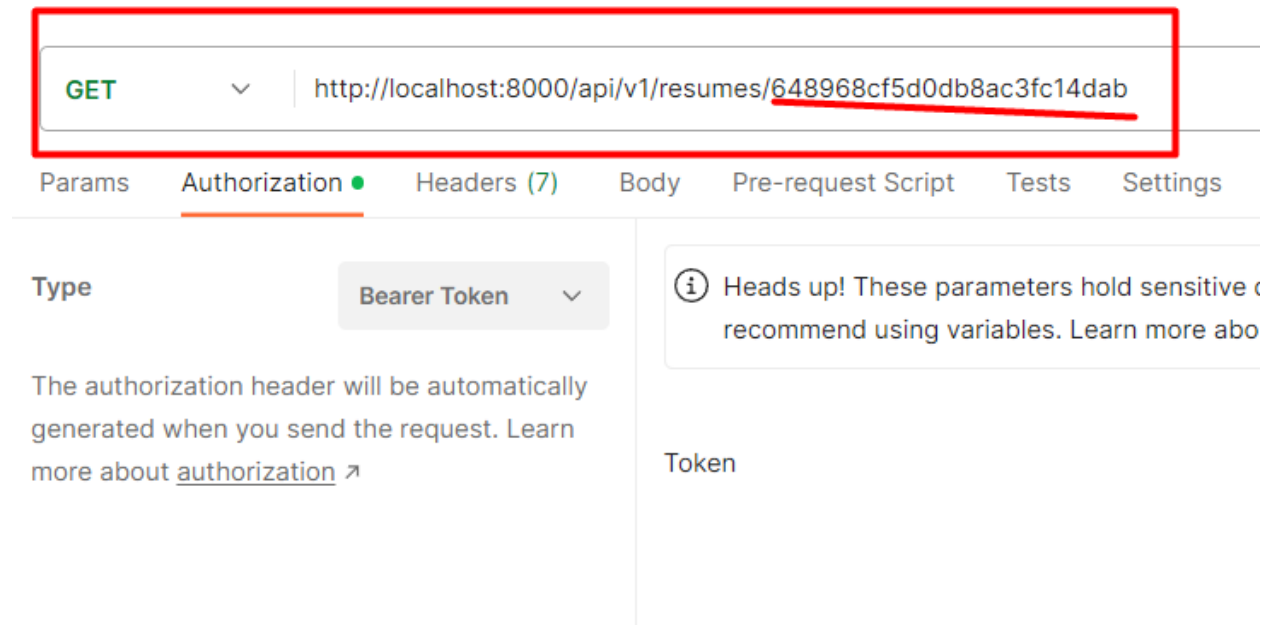 GET http://localhost:8000/api/v1/resumes/648968cf5d0db8ac3fc14dab
Params Authorization Headers (7) Body Pre-request Script Tests Settings
Type Bearer Token
The authorization header will be automatically
generated when you send the request. Learn
more about authorization ↗
Heads up! These parameters hold sensitive
recommend using variables. Learn more
Token